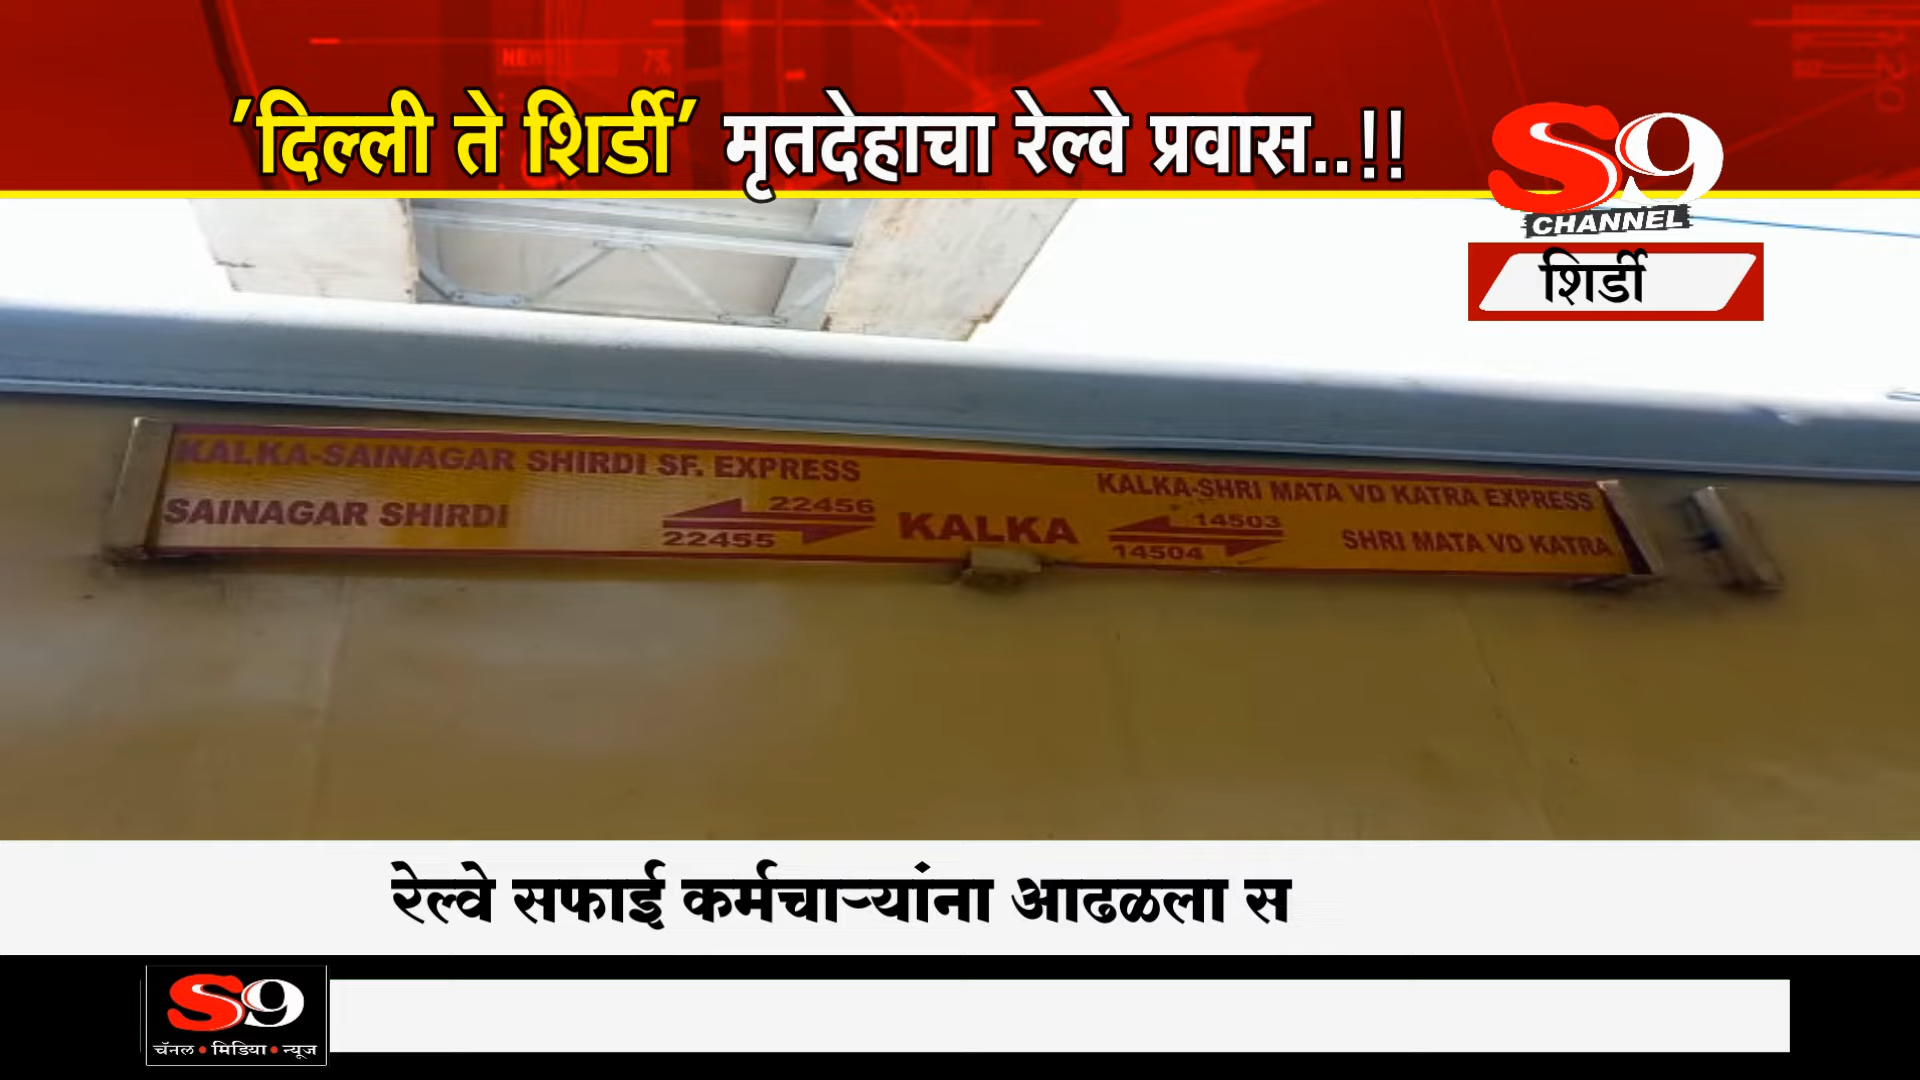 'दिल्ली ते शिर्डी' मृतदेहाचा रेल्वे प्रवास..!!
S9
CHANNEL
शिर्डी
KALKA-SAINAGAR SHIRDI SF. EXPRESS
SAINAGAR SHIRDI
22456
22455
KALKA
KALKA-SHRI MATA VD KATRA EXPRESS
14503
14504
SHRI MATA VD KATRA
रेल्वे सफाई कर्मचाऱ्यांना आढळला स
S9
चॅनल • मिडिया • न्यूज